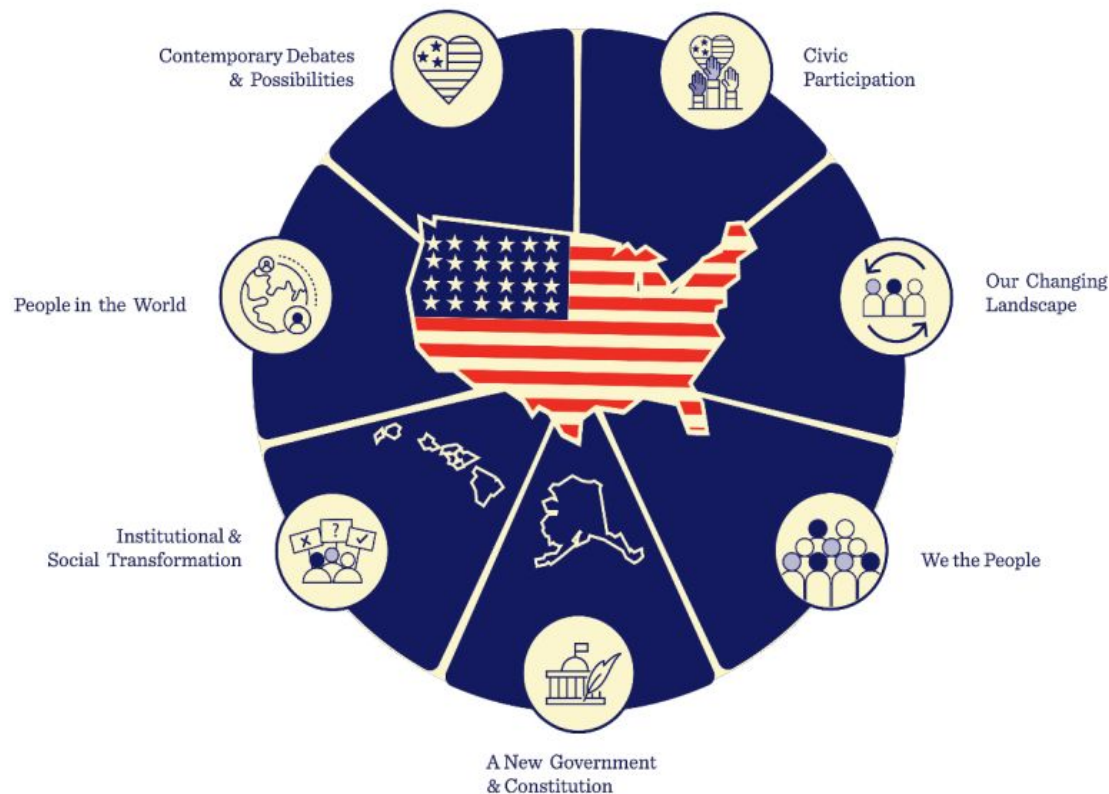 Contemporary Debates
& Possibilities
Civic
Participation
People in the World
Our Changing
Landscape
Institutional &
Social Transformation
We the People
A New Government
& Constitution